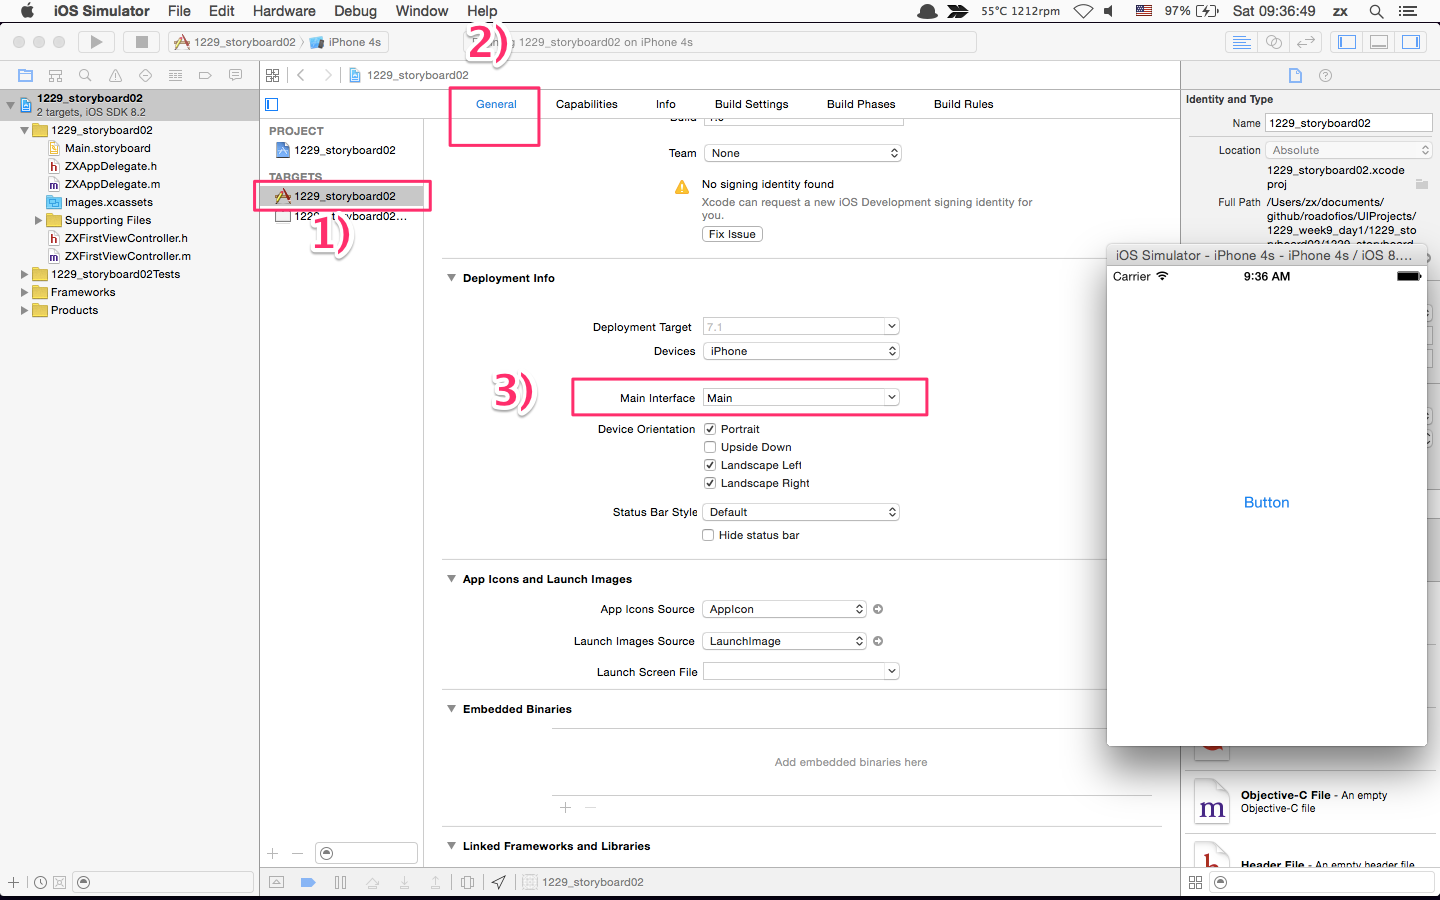 iOS Simulator File Edit Hardware Debug Window Help 55°C 1212rpm 97% Sat 09:36:49 zx
1229_storyboard02 iPhone 4s
1229_storyboard02 on iPhone 4s
2)
1229_storyboard02
1229_storyboard02
2 targets, iOS SDK 8.2
1229_storyboard02
Main.storyboard
ZXAppDelegate.h
ZXAppDelegate.m
Images.xcassets
Supporting Files
ZXFirstViewController.h
ZXFirstViewController.m
1229_storyboard02Tests
Frameworks
Products
General Capabilities Info Build Settings Build Phases Build Rules
PROJECT
1229_storyboard02
TARGETS
1229_storyboard02
1)
Build 1.0
Team None
No signing identity found
Xcode can request a new iOS Development signing identity for
you.
Fix Issue
Deployment Info
Deployment Target 7.1
Devices iPhone
3)
Main Interface Main
Device Orientation Portrait
Upside Down
Landscape Left
Landscape Right
Status Bar Style Default
Hide status bar
App Icons and Launch Images
App Icons Source AppIcon
Launch Images Source LaunchImage
Launch Screen File
Embedded Binaries
Add embedded binaries here
Linked Frameworks and Libraries
1229_storyboard02
Identity and Type
Name 1229_storyboard02
Location Absolute
1229_storyboard02.xcode
proj
Full Path /Users/zx/documents/
github/roadofios/UIProjects/
1229_week9_day1/1229_sto
iOS Simulator - iPhone 4s - iPhone 4s / iOS 8....
Carrier 9:36 AM
Button
Objective-C File - An empty
Objective-C file
m
Header File - An empty header file